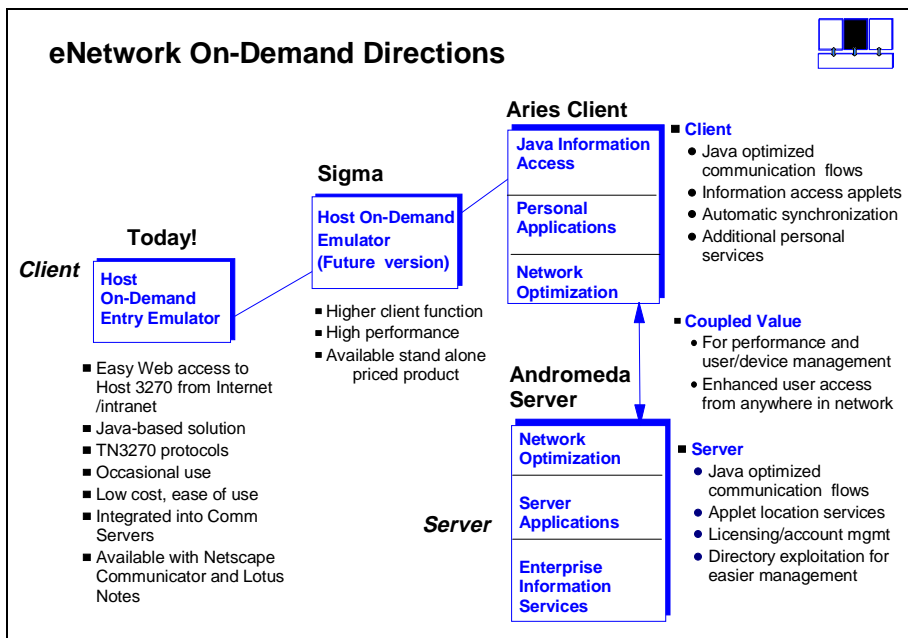 eNetwork On-Demand Directions
Today!
Client
Host
On-Demand
Entry Emulator
■ Easy Web access to
Host 3270 from Internet
/intranet
■ Java-based solution
■ TN3270 protocols
■ Occasional use
■ Low cost, ease of use
■ Integrated into Comm
Servers
■ Available with Netscape
Communicator and Lotus
Notes
Sigma
Host On-Demand
Emulator
(Future version)
■ Higher client function
■ High performance
■ Available stand alone
priced product
Aries Client
Java Information
Access
Personal
Applications
Network
Optimization
■ Client
● Java optimized
communication flows
● Information access applets
● Automatic synchronization
● Additional personal
services
■ Coupled Value
● For performance and
user/device management
● Enhanced user access
from anywhere in network
Andromeda
Server
Server
Network
Optimization
Server
Applications
Enterprise
Information
Services
■ Server
● Java optimized
communication flows
● Applet location services
● Licensing/account mgmt
● Directory exploitation for
easier management